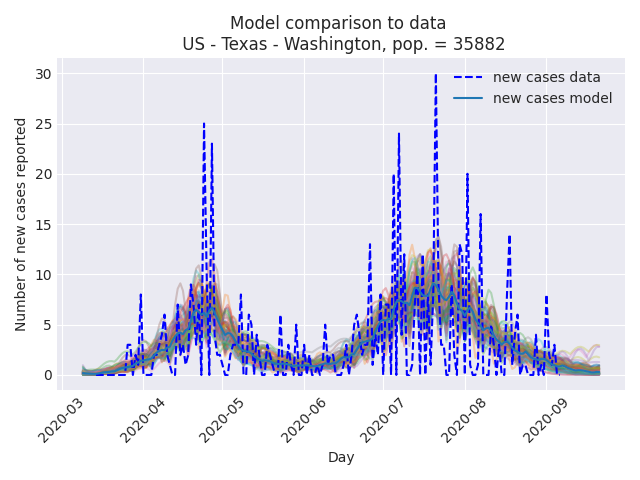 Model comparison to data
US - Texas - Washington, pop. = 35882
new cases data
new cases model
Number of new cases reported
30
25
20
15
10
5
0
2020-03
2020-04
2020-05
2020-06
2020-07
2020-08
2020-09
Day